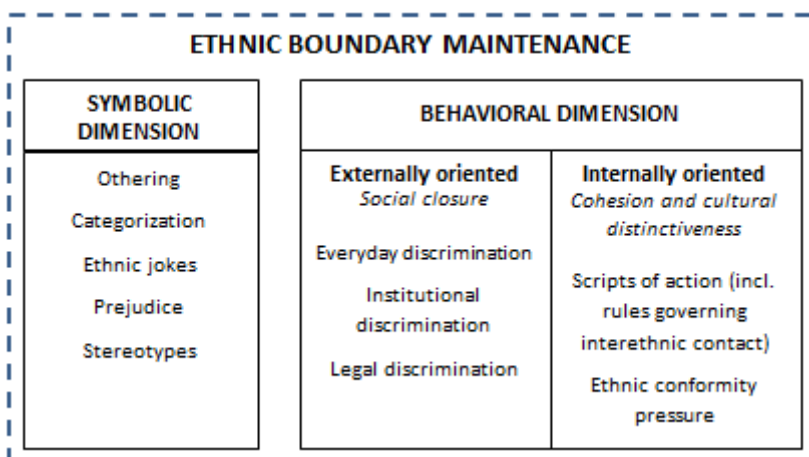 ETHNIC BOUNDARY MAINTENANCE
SYMBOLIC
DIMENSION
Othering
Categorization
Ethnic jokes
Prejudice
Stereotypes
BEHAVIORAL DIMENSION
Externally oriented
Social closure
Everyday discrimination
Institutional
discrimination
Legal discrimination
Internally oriented
Cohesion and cultural
distinctiveness
Scripts of action (incl.
rules governing
interethnic contact)
Ethnic conformity
pressure